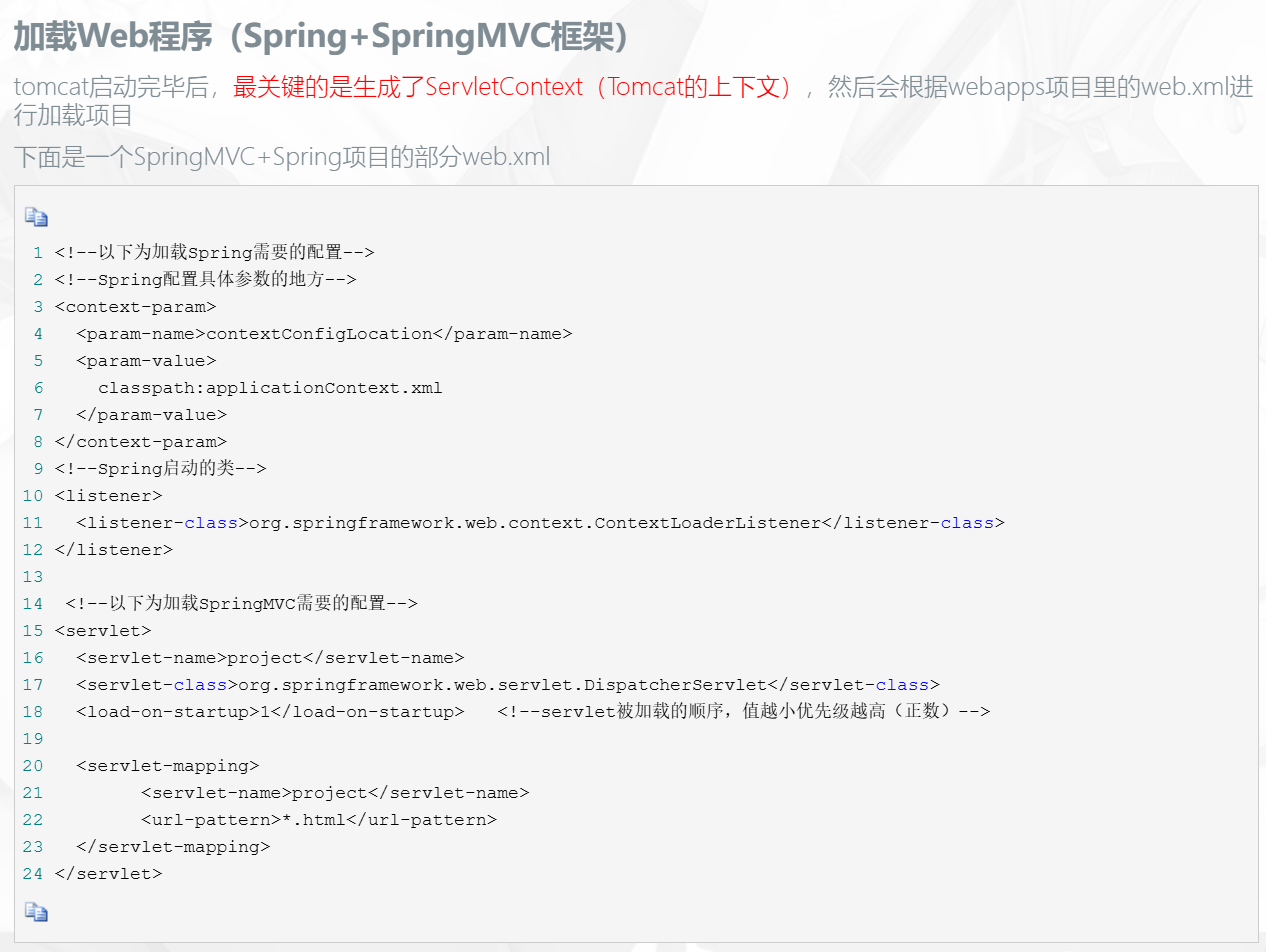 加载Web程序（Spring+SpringMVC框架）
tomcat启动完毕后，最关键的是生成了ServletContext（Tomcat的上下文），然后会根据webapps项目里的web.xml进
行加载项目
下面是一个SpringMVC+Spring项目的部分web.xml
1 <!--以下为加载Spring需要的配置-->
2 <!--Spring配置具体参数的地方-->
3 <context-param>
4   <param-name>contextConfigLocation</param-name>
5   <param-value>
6     classpath:applicationContext.xml
7   </param-value>
8 </context-param>
9 <!--Spring启动的类-->
10 <listener>
11   <listener-class>org.springframework.web.context.ContextLoaderListener</listener-class>
12 </listener>
13
14  <!--以下为加载SpringMVC需要的配置-->
15 <servlet>
16   <servlet-name>project</servlet-name>
17   <servlet-class>org.springframework.web.servlet.DispatcherServlet</servlet-class>
18   <load-on-startup>1</load-on-startup>   <!--servlet被加载的顺序，值越小优先级越高（正数）-->
19
20   <servlet-mapping>
21         <servlet-name>project</servlet-name>
22         <url-pattern>*.html</url-pattern>
23   </servlet-mapping>
24 </servlet>